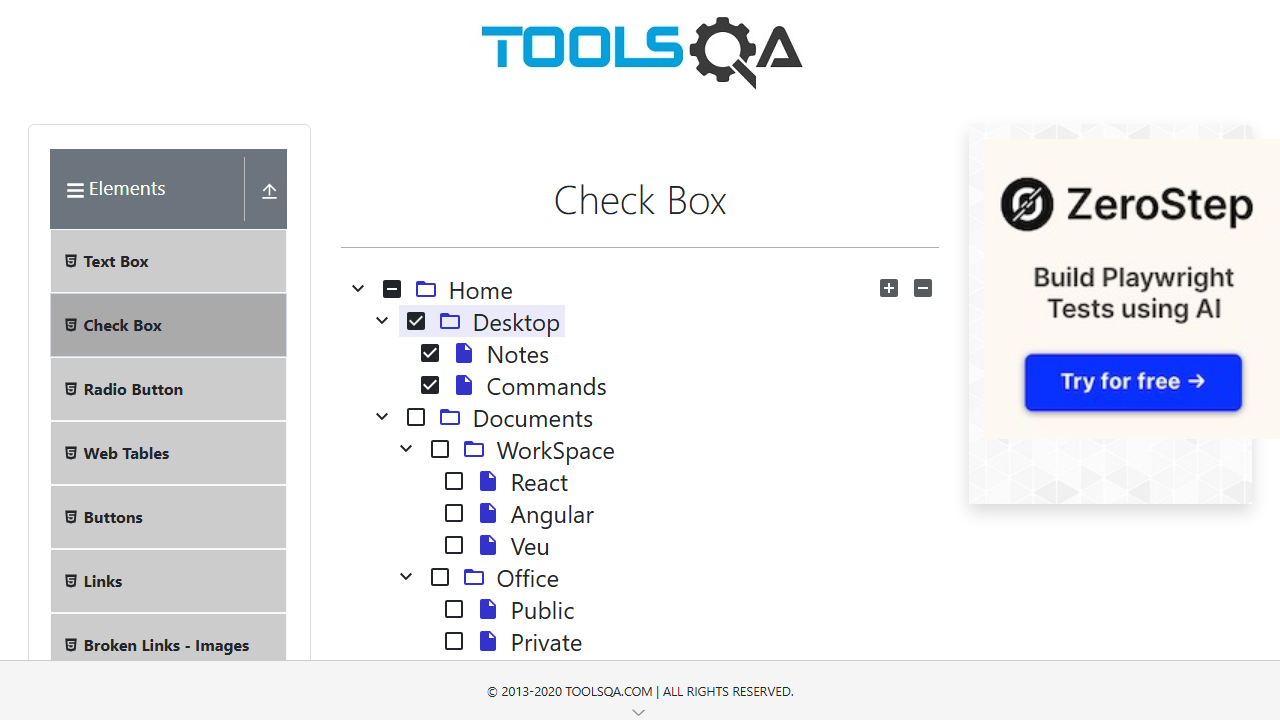 TOOLSQA
Elements
Text Box
Check Box
Radio Button
Web Tables
Buttons
Links
Broken Links - Images
Check Box
Home
Desktop
Notes
Commands
Documents
WorkSpace
React
Angular
Veu
Office
Public
Private
ZeroStep
Build Playwright
Tests using AI
Try for free →
© 2013-2020 TOOLSQA.COM | ALL RIGHTS RESERVED.